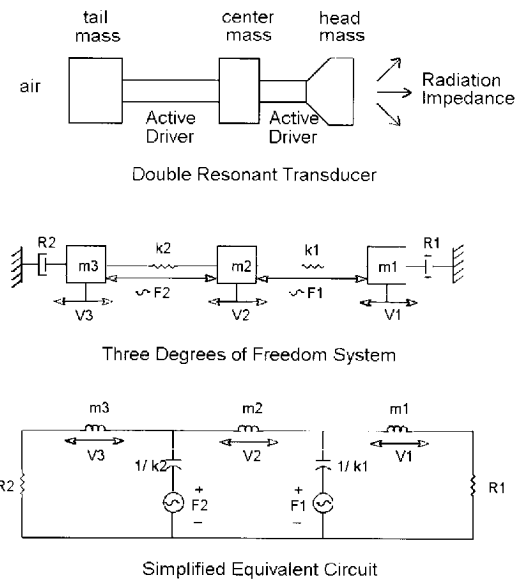 tail mass
center mass
head mass
air
Radiation Impedance
Active Driver
Active Driver
Double Resonant Transducer
R2
k2
k1
R1
m3
m2
m1
~F2
~F1
V3
V2
V1
Three Degrees of Freedom System
m3
m2
m1
V3
V2
V1
1/k2
1/k1
R2
+
F2
–
+
F1
–
R1
Simplified Equivalent Circuit